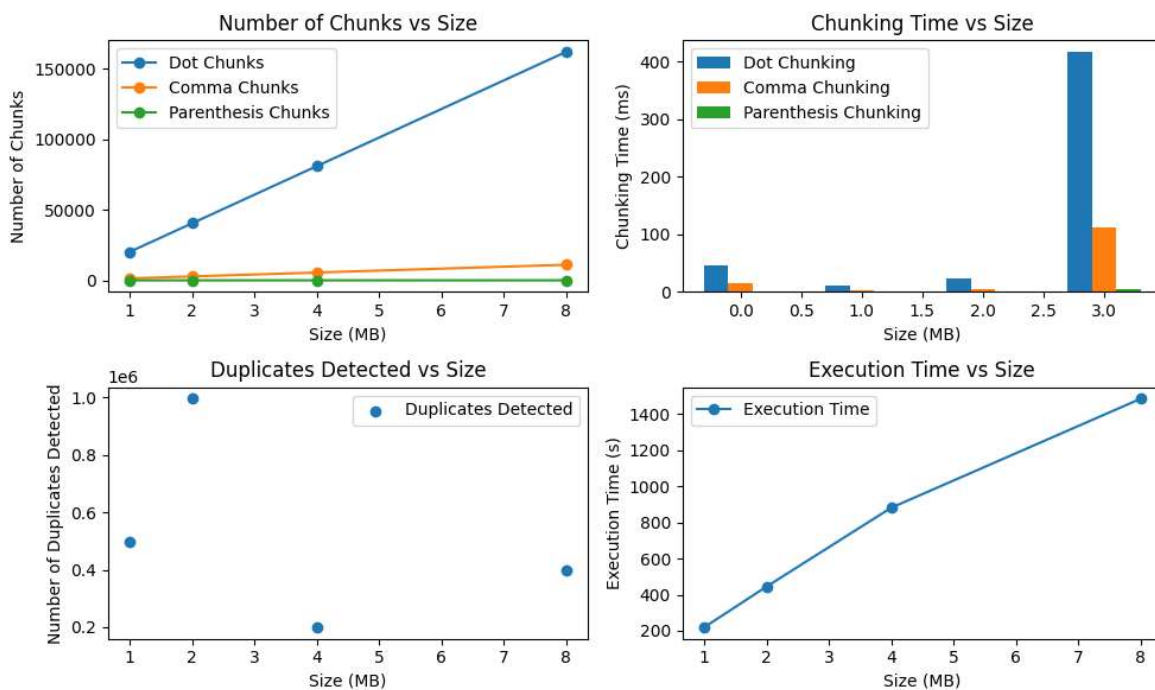 Number of Chunks vs Size
Number of Chunks
150000
100000
50000
0
Dot Chunks
Comma Chunks
Parenthesis Chunks
1 2 3 4 5 6 7 8
Size (MB)
Chunking Time vs Size
Chunking Time (ms)
400
300
200
100
0
Dot Chunking
Comma Chunking
Parenthesis Chunking
0.0 0.5 1.0 1.5 2.0 2.5 3.0
Size (MB)
Duplicates Detected vs Size
1e6
Number of Duplicates Detected
1.0
0.8
0.6
0.4
0.2
Duplicates Detected
1 2 3 4 5 6 7 8
Size (MB)
Execution Time vs Size
Execution Time (s)
1400
1200
1000
800
600
400
200
Execution Time
1 2 3 4 5 6 7 8
Size (MB)